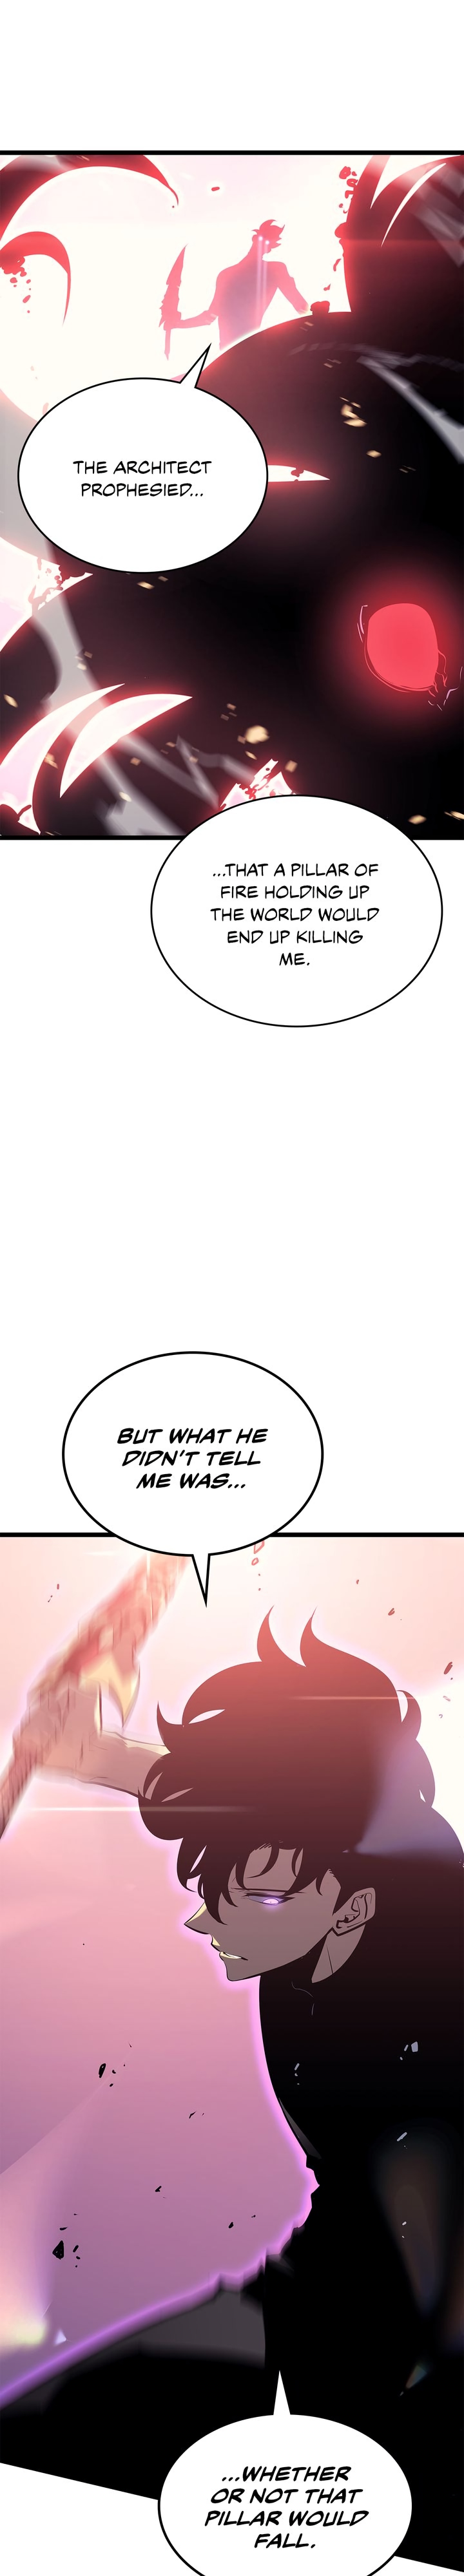 THE ARCHITECT
PROPHESIED...
...THAT A PILLAR OF
FIRE HOLDING UP
THE WORLD WOULD
END UP KILLING
ME.
BUT WHAT HE
DIDN'T TELL
ME WAS...
...WHETHER
OR NOT THAT
PILLAR WOULD
FALL.